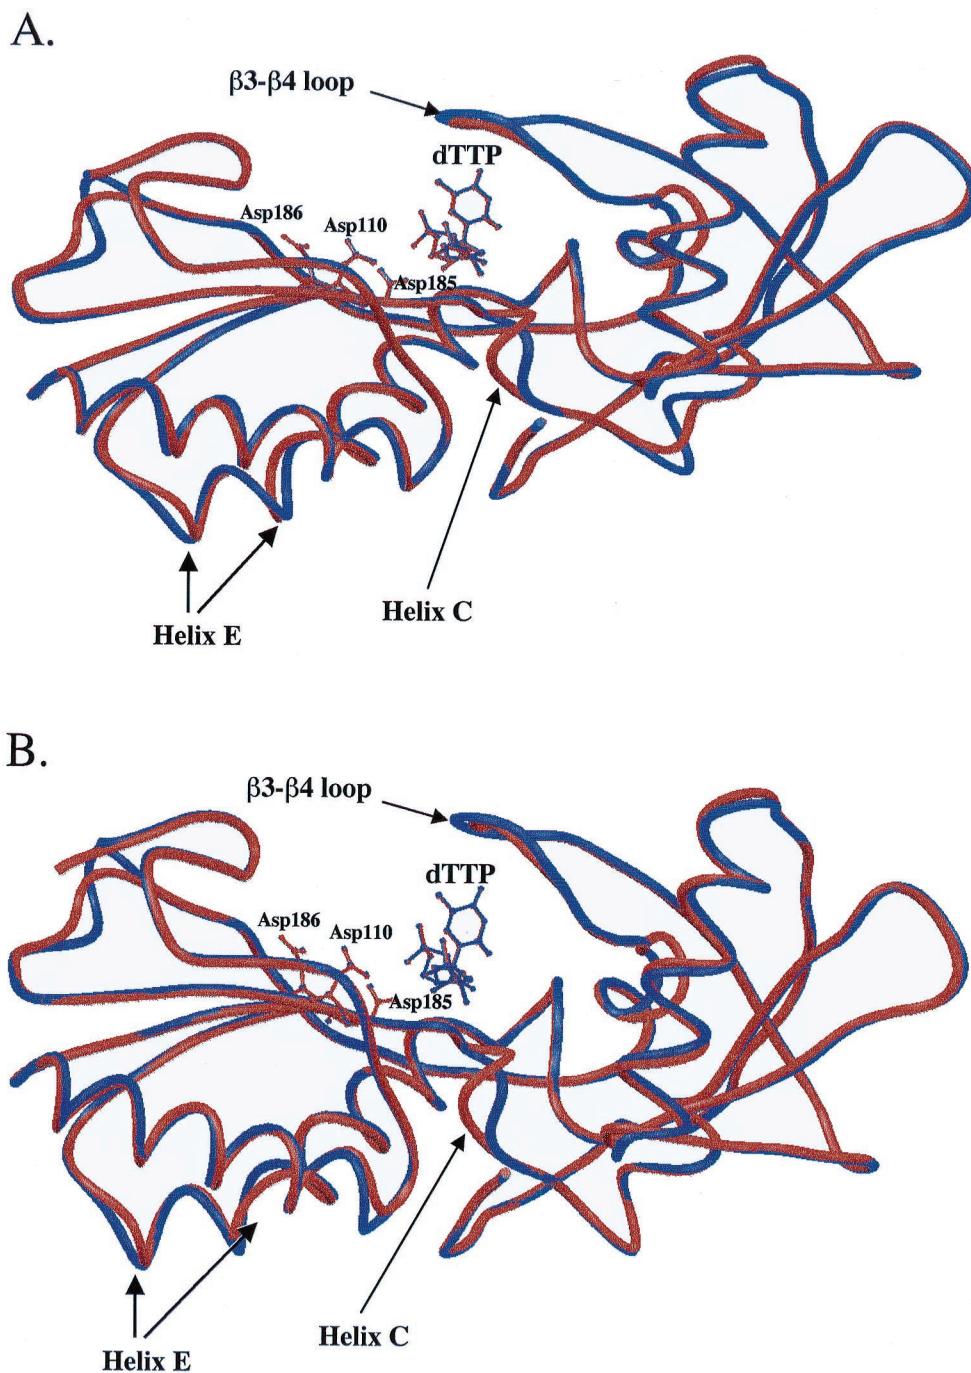 A.
β3-β4 loop
dTTP
Asp186
Asp110
Asp185
Helix C
Helix E
B.
β3-β4 loop
dTTP
Asp186
Asp110
Asp185
Helix C
Helix E